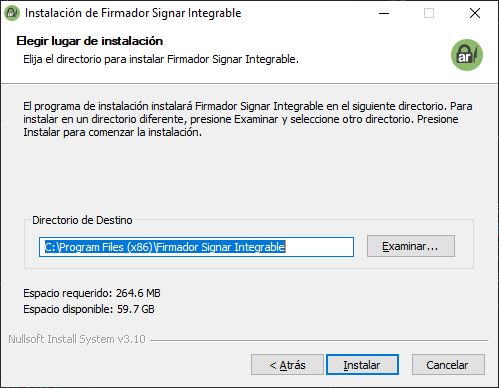 Instalación de Firmador Signar Integrable
Elegir lugar de instalación
Elija el directorio para instalar Firmador Signar Integrable.
ar
El programa de instalación instalará Firmador Signar Integrable en el siguiente directorio. Para
instalar en un directorio diferente, presione Examinar y seleccione otro directorio. Presione
Instalar para comenzar la instalación.
Directorio de Destino
C:\Program Files (x86)\Firmador Signar Integrable
Examinar...
Espacio requerido: 264.6 MB
Espacio disponible: 59.7 GB
Nullsoft Install System v3.10
< Atrás
Instalar
Cancelar